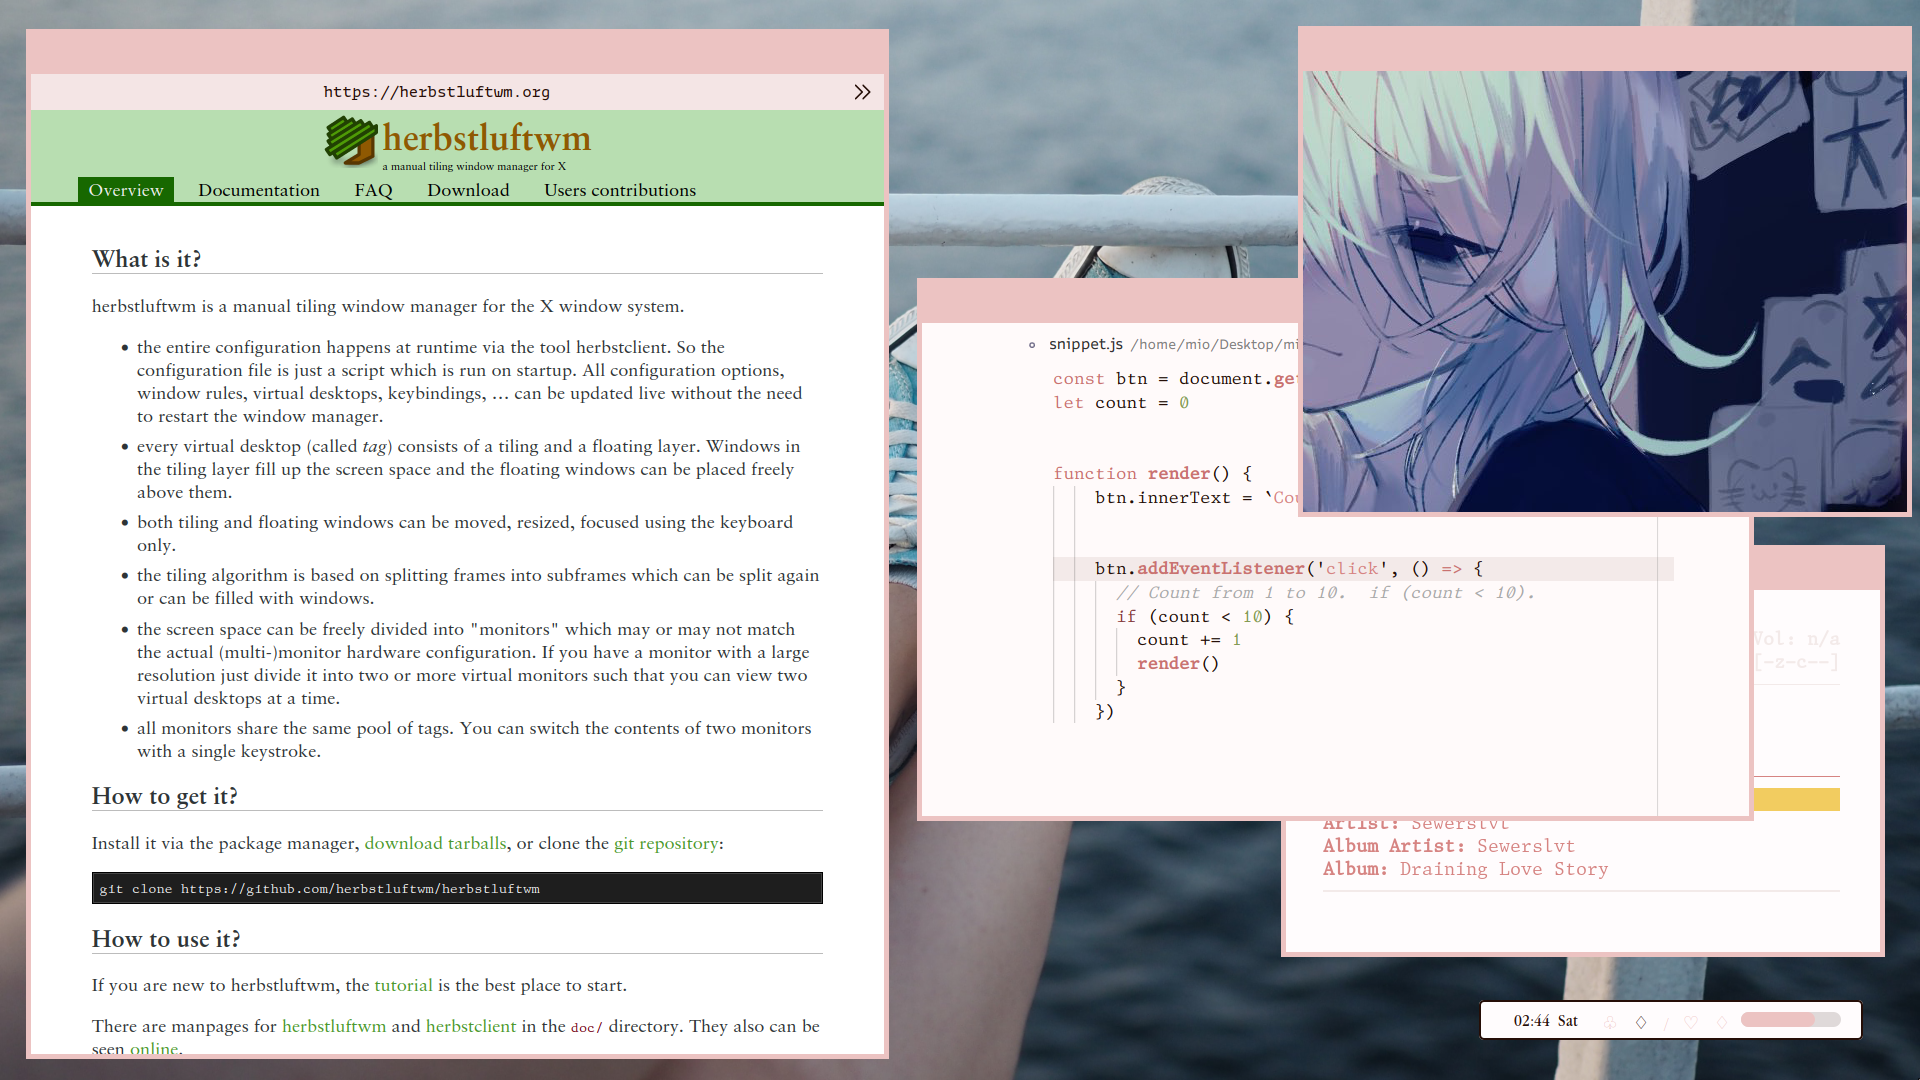 https://herbstluftwm.org
herbstluftwm
a manual tiling window manager for X
Overview Documentation FAQ Download Users contributions
What is it?
herbstluftwm is a manual tiling window manager for the X window system.
the entire configuration happens at runtime via the tool herbstclient. So the
configuration file is just a script which is run on startup. All configuration options,
window rules, virtual desktops, keybindings, … can be updated live without the need
to restart the window manager.
every virtual desktop (called tag) consists of a tiling and a floating layer. Windows in
the tiling layer fill up the screen space and the floating windows can be placed freely
above them.
both tiling and floating windows can be moved, resized, focused using the keyboard
only.
the tiling algorithm is based on splitting frames into subframes which can be split again
or can be filled with windows.
the screen space can be freely divided into "monitors" which may or may not match
the actual (multi-)monitor hardware configuration. If you have a monitor with a large
resolution just divide it into two or more virtual monitors such that you can view two
virtual desktops at a time.
all monitors share the same pool of tags. You can switch the contents of two monitors
with a single keystroke.
How to get it?
Install it via the package manager, download tarballs, or clone the git repository:
git clone https://github.com/herbstluftwm/herbstluftwm
How to use it?
If you are new to herbstluftwm, the tutorial is the best place to start.
There are manpages for herbstluftwm and herbstclient in the doc/ directory. They also can be
seen online.
snippet.js /home/mio/Desktop/mi
const btn = document.ge
let count = 0
function render() {
btn.innerText = `Cou
btn.addEventListener('click', () => {
// Count from 1 to 10.  if (count < 10).
if (count < 10) {
count += 1
render()
}
})
Vol: n/a
[-z-c--]
Artist: Sewerslvt
Album Artist: Sewerslvt
Album: Draining Love Story
02:44 Sat